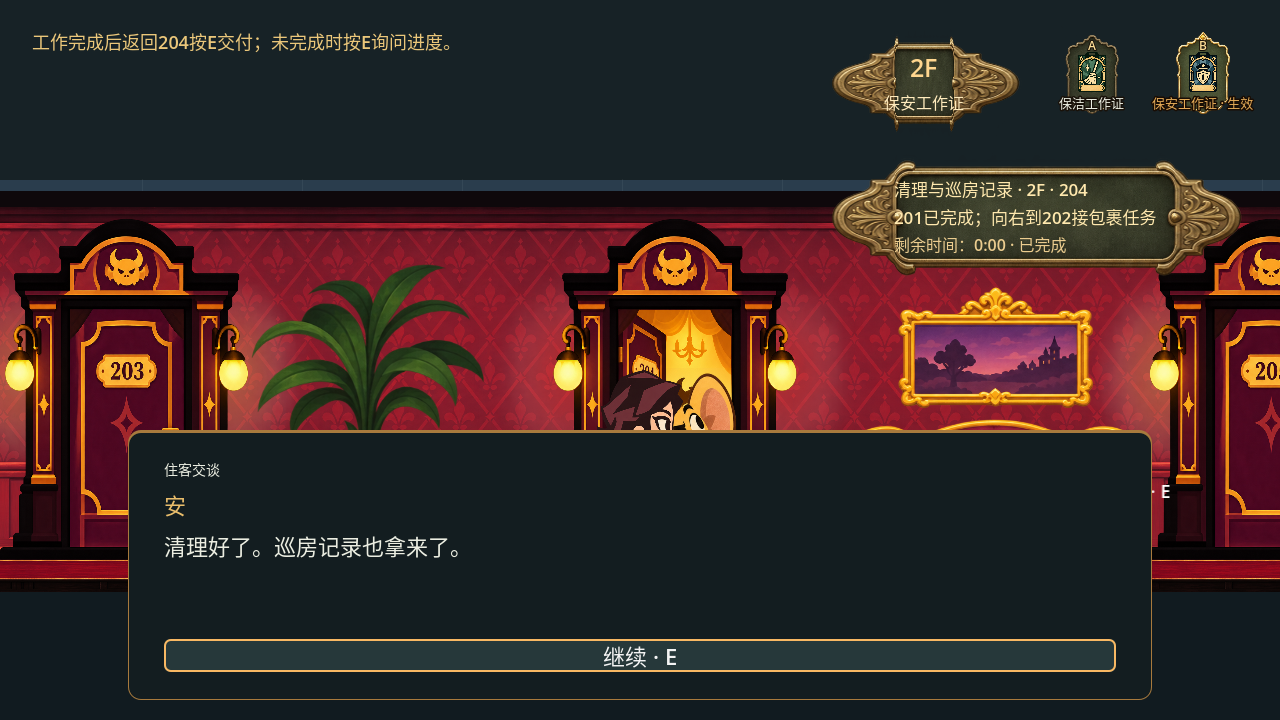 工作完成后返回204按E交付；未完成时按E询问进度。
2F
保安工作证
A
保洁工作证
B
保安工作证·生效
清理与巡房记录 · 2F · 204
201已完成；向右到202接包裹任务
剩余时间：0:00 · 已完成
203
· E
住客交谈
安
清理好了。巡房记录也拿来了。
继续 · E